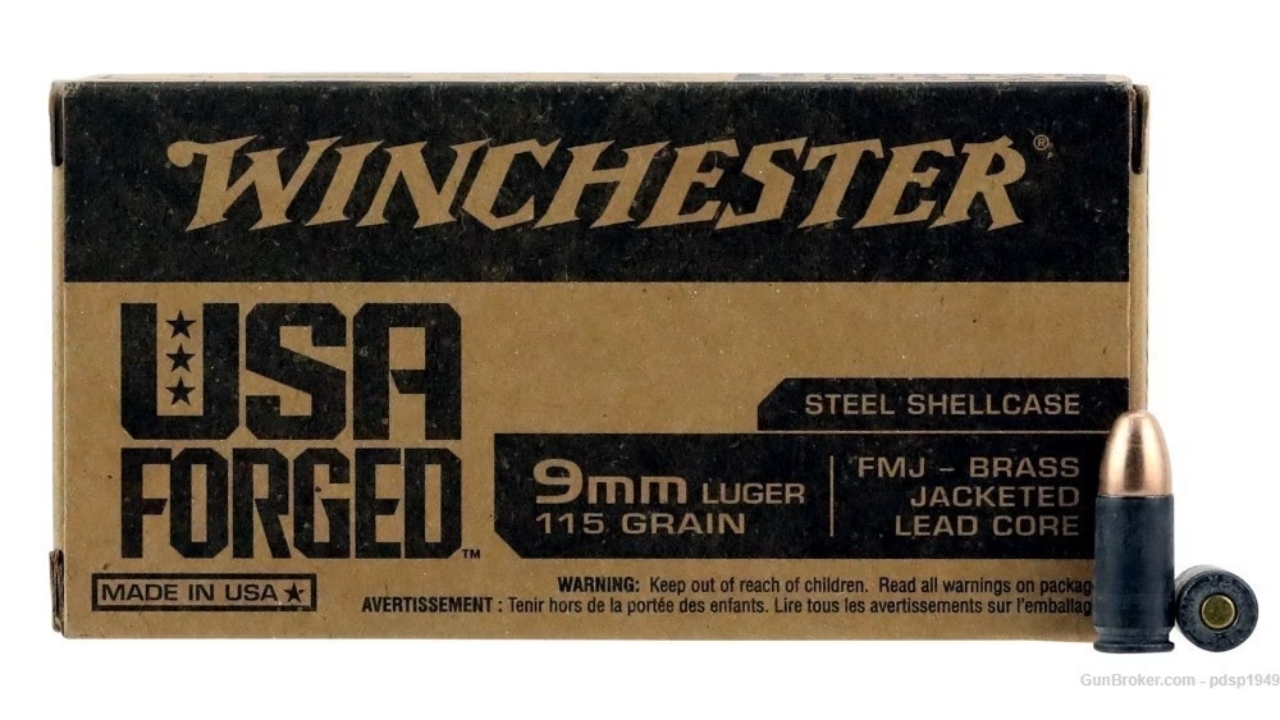 WINCHESTER®
USA
FORGED™
MADE IN USA
STEEL SHELLCASE
9mm LUGER
115 GRAIN
FMJ – BRASS
JACKETED
LEAD CORE
WARNING: Keep out of reach of children. Read all warnings on packag
AVERTISSEMENT : Tenir hors de la portée des enfants. Lire tous les avertissements sur l'emballag
GunBroker.com - pdsp1949